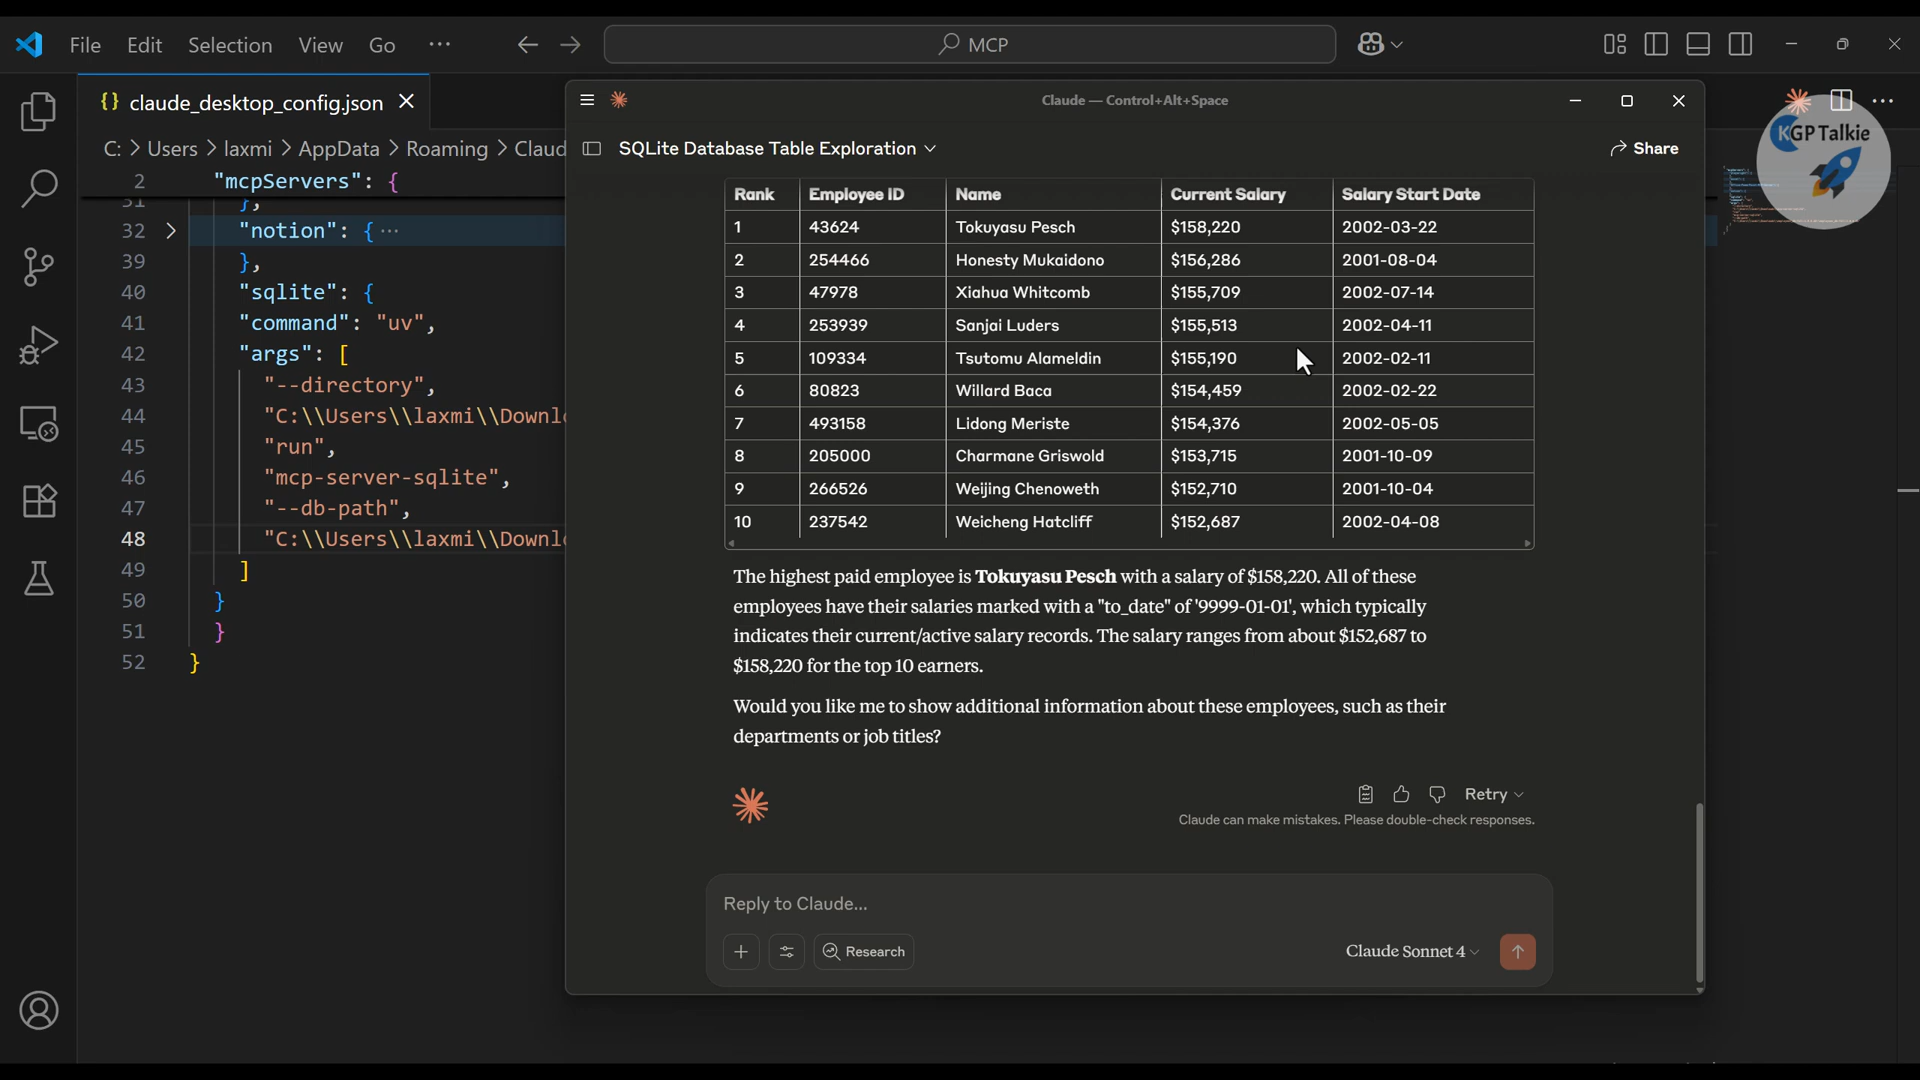 File Edit Selection View Go ···
MCP
claude_desktop_config.json
C: > Users > laxmi > AppData > Roaming > Claud
2 "mcpServers": {
31 },
32 "notion": { ···
39 },
40 "sqlite": {
41 "command": "uv",
42 "args": [
43 "--directory",
44 "C:\\Users\\laxmi\\Downl
45 "run",
46 "mcp-server-sqlite",
47 "--db-path",
48 "C:\\Users\\laxmi\\Downl
49 ]
50 }
51 }
52 }
KGP Talkie
Claude — Control+Alt+Space
SQLite Database Table Exploration
Share
Rank Employee ID Name Current Salary Salary Start Date
1 43624 Tokuyasu Pesch $158,220 2002-03-22
2 254466 Honesty Mukaidono $156,286 2001-08-04
3 47978 Xiahua Whitcomb $155,709 2002-07-14
4 253939 Sanjai Luders $155,513 2002-04-11
5 109334 Tsutomu Alameldin $155,190 2002-02-11
6 80823 Willard Baca $154,459 2002-02-22
7 493158 Lidong Meriste $154,376 2002-05-05
8 205000 Charmane Griswold $153,715 2001-10-09
9 266526 Weijing Chenoweth $152,710 2001-10-04
10 237542 Weicheng Hatcliff $152,687 2002-04-08
The highest paid employee is Tokuyasu Pesch with a salary of $158,220. All of these
employees have their salaries marked with a "to_date" of '9999-01-01', which typically
indicates their current/active salary records. The salary ranges from about $152,687 to
$158,220 for the top 10 earners.
Would you like me to show additional information about these employees, such as their
departments or job titles?
Retry
Claude can make mistakes. Please double-check responses.
Reply to Claude...
Research
Claude Sonnet 4